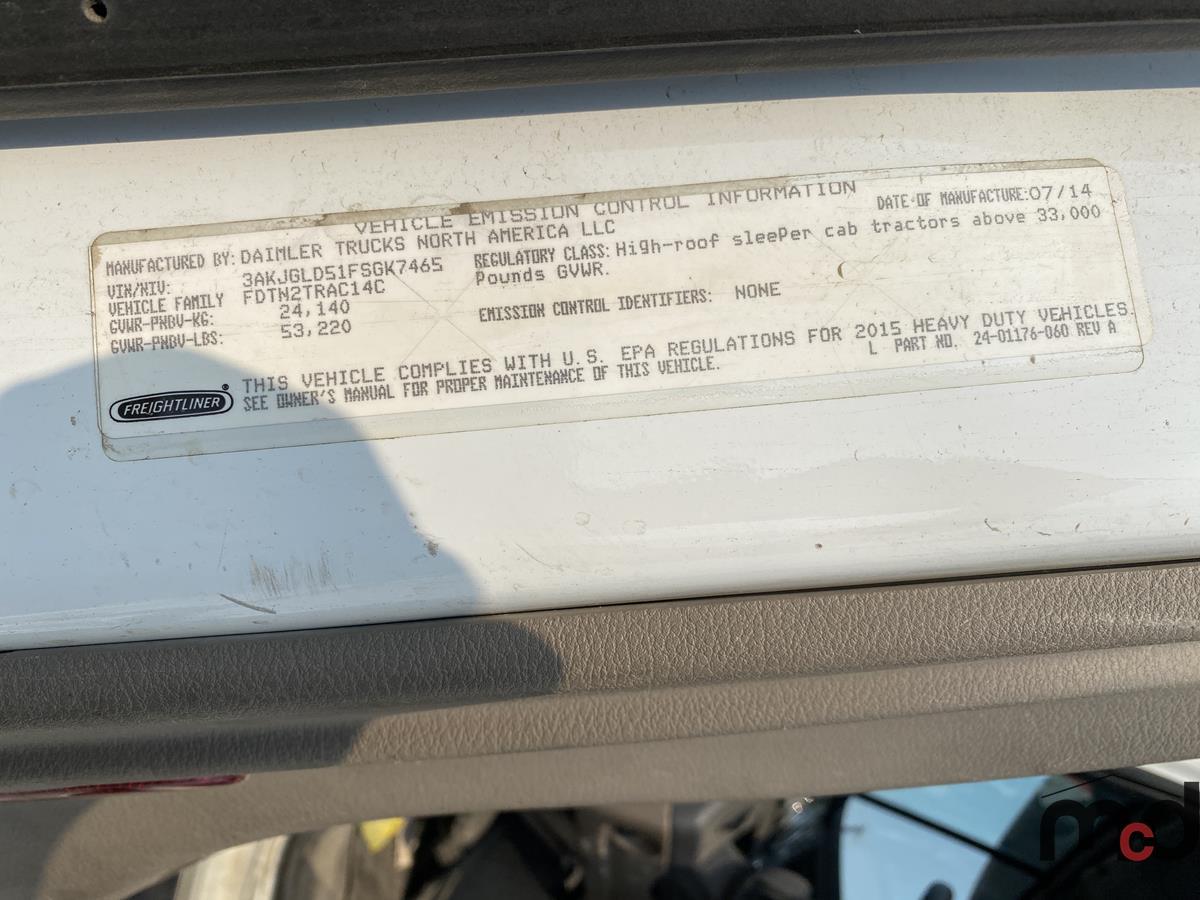 VEHICLE EMISSION CONTROL INFORMATION
DATE OF MANUFACTURE: 07/14
MANUFACTURED BY: DAIMLER TRUCKS NORTH AMERICA LLC
VIN/NIV: 3AKJGLD51FSGK7465
REGULATORY CLASS: High-roof sleePer cab tractors above 33,000
Pounds GVWR.
VEHICLE FAMILY FDTN2TRAC14C
GVWR-PNBV-KG: 24,140
EMISSION CONTROL IDENTIFIERS: NONE
GVWR-PNBV-LBS: 53,220
THIS VEHICLE COMPLIES WITH U.S. EPA REGULATIONS FOR 2015 HEAVY DUTY VEHICLES.
SEE OWNER'S MANUAL FOR PROPER MAINTENANCE OF THIS VEHICLE.
L PART NO. 24-01176-060 REV A
FREIGHTLINER®
mcd